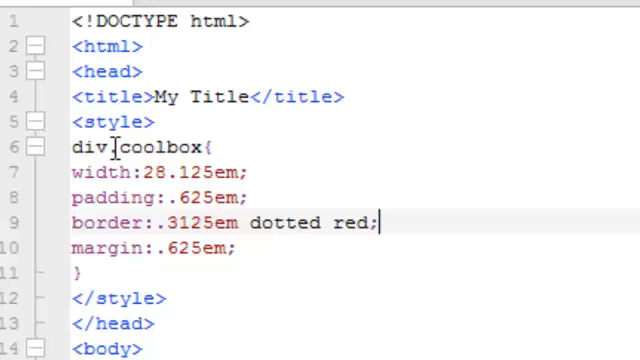 1 <!DOCTYPE html>
2 <html>
3 <head>
4 <title>My Title</title>
5 <style>
6 div.coolbox{
7 width:28.125em;
8 padding:.625em;
9 border:.3125em dotted red;
10 margin:.625em;
11 }
12 </style>
13 </head>
14 <body>